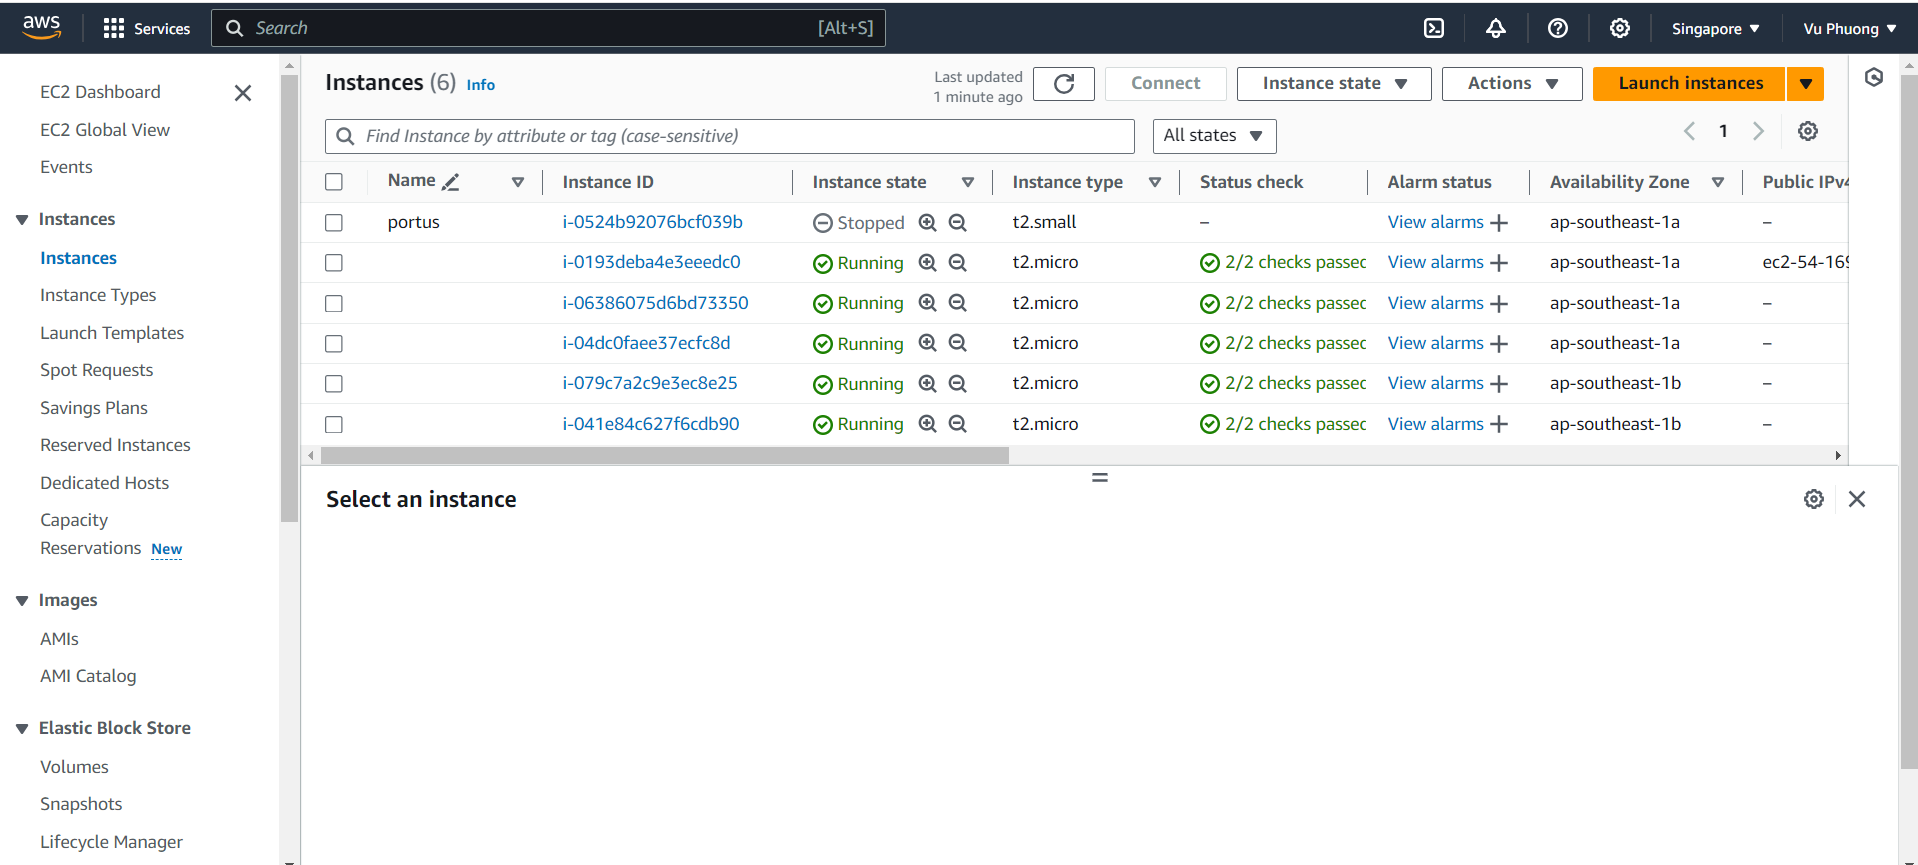 aws Services Search [Alt+S] Singapore Vu Phuong
EC2 Dashboard
EC2 Global View
Events
Instances
Instances
Instance Types
Launch Templates
Spot Requests
Savings Plans
Reserved Instances
Dedicated Hosts
Capacity
Reservations New
Images
AMIs
AMI Catalog
Elastic Block Store
Volumes
Snapshots
Lifecycle Manager
Instances (6) Info
Last updated
1 minute ago
Connect Instance state Actions Launch instances
Find Instance by attribute or tag (case-sensitive) All states 1
Name Instance ID Instance state Instance type Status check Alarm status Availability Zone Public IPv4
portus i-0524b92076bcf039b Stopped t2.small – View alarms ap-southeast-1a –
i-0193deba4e3eeedc0 Running t2.micro 2/2 checks passec View alarms ap-southeast-1a ec2-54-169
i-06386075d6bd73350 Running t2.micro 2/2 checks passec View alarms ap-southeast-1a –
i-04dc0faee37ecfc8d Running t2.micro 2/2 checks passec View alarms ap-southeast-1a –
i-079c7a2c9e3ec8e25 Running t2.micro 2/2 checks passec View alarms ap-southeast-1b –
i-041e84c627f6cdb90 Running t2.micro 2/2 checks passec View alarms ap-southeast-1b –
Select an instance